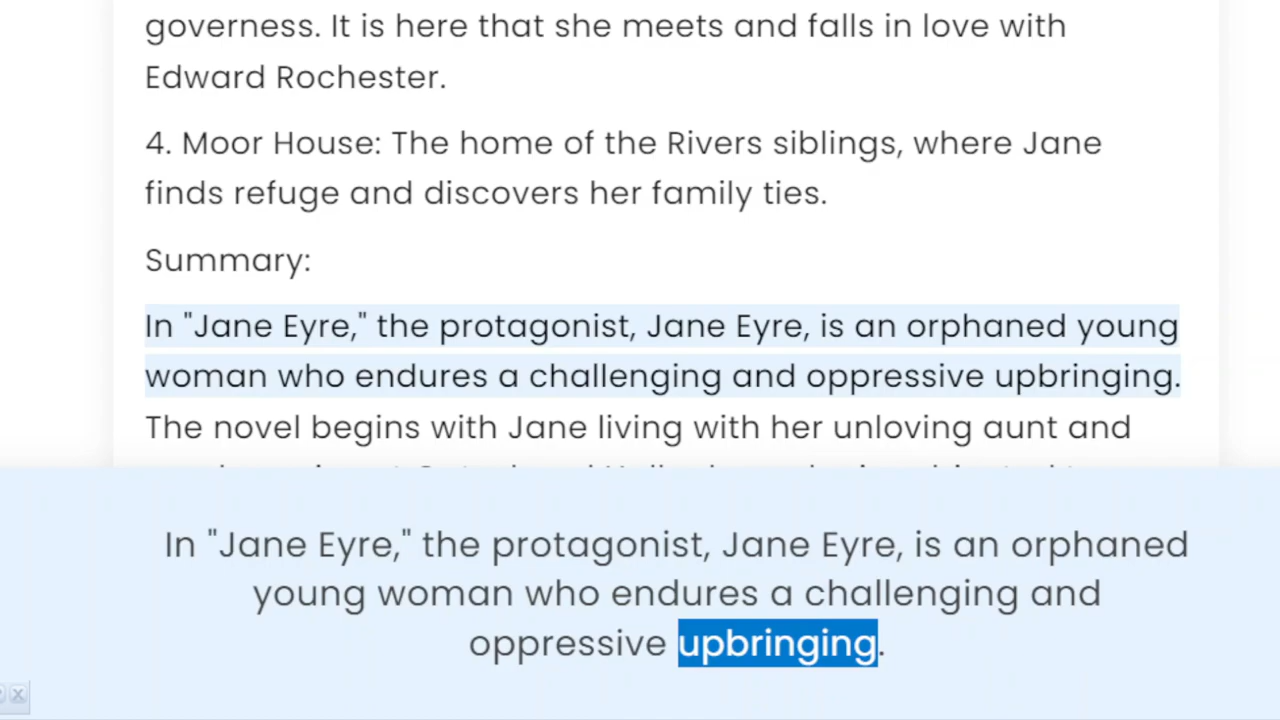 governess. It is here that she meets and falls in love with
Edward Rochester.
4. Moor House: The home of the Rivers siblings, where Jane
finds refuge and discovers her family ties.
Summary:
In "Jane Eyre," the protagonist, Jane Eyre, is an orphaned young
woman who endures a challenging and oppressive upbringing.
The novel begins with Jane living with her unloving aunt and
In "Jane Eyre," the protagonist, Jane Eyre, is an orphaned
young woman who endures a challenging and
oppressive upbringing.